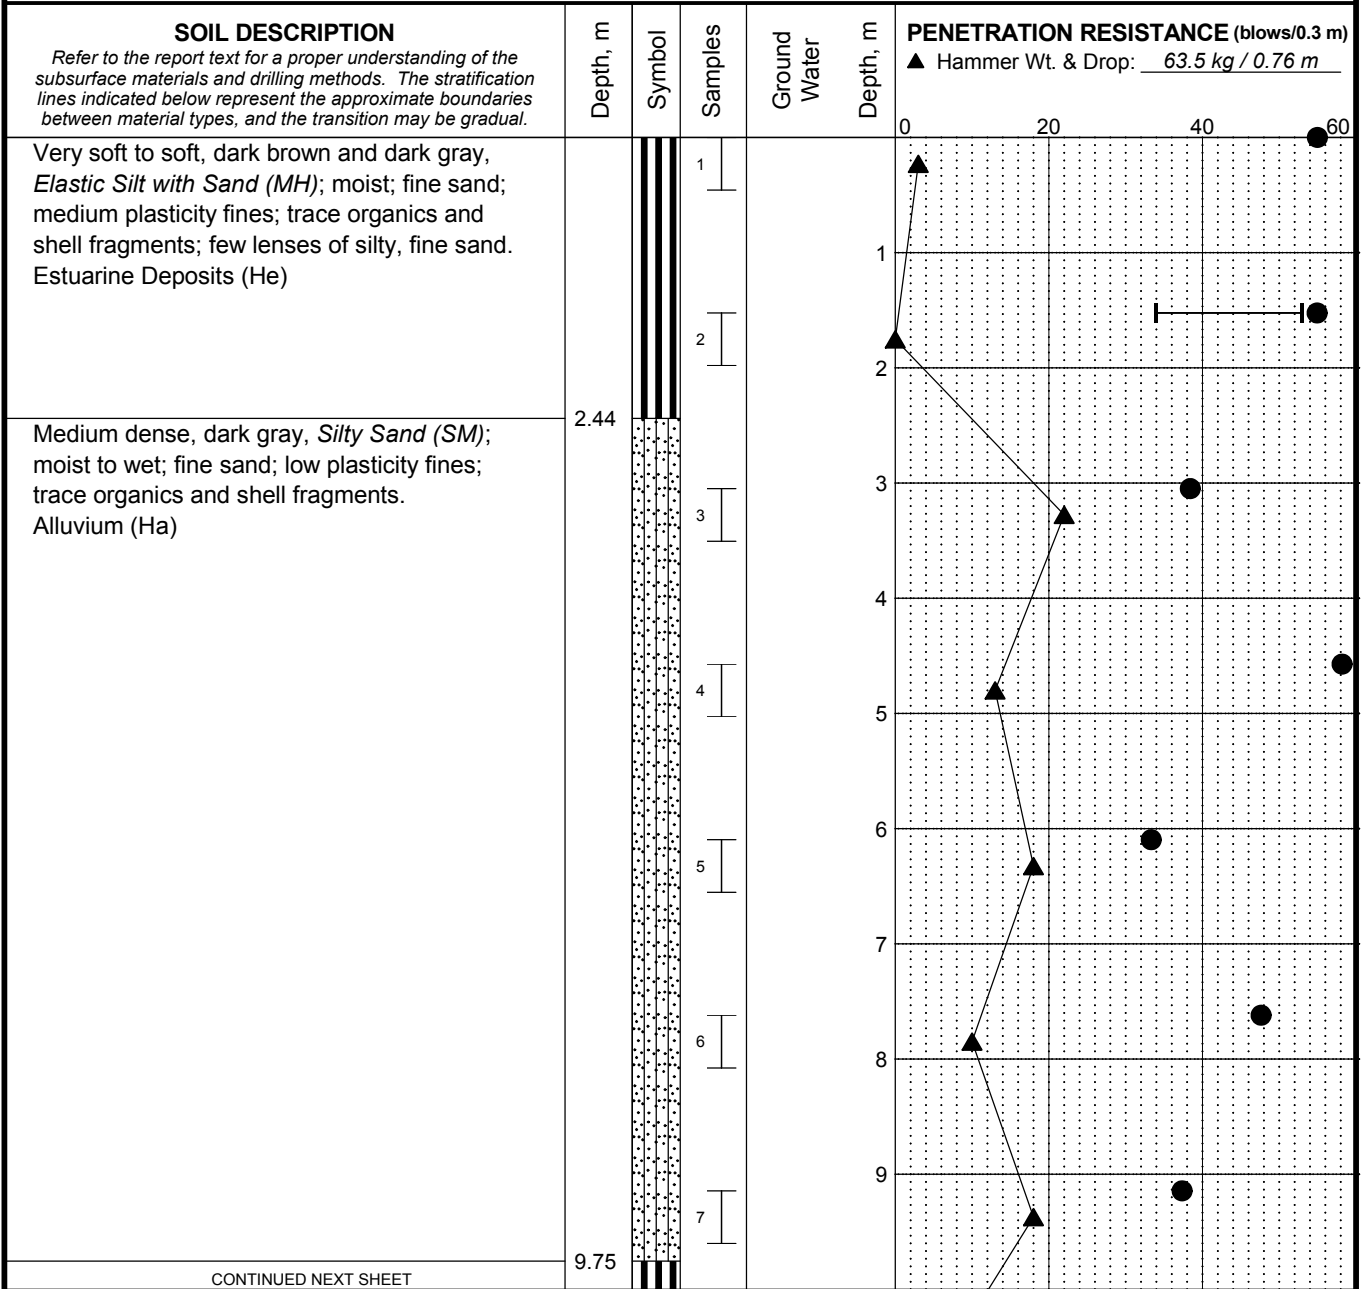 SOIL DESCRIPTION
Refer to the report text for a proper understanding of the
subsurface materials and drilling methods. The stratification
lines indicated below represent the approximate boundaries
between material types, and the transition may be gradual.
Depth, m
Symbol
Samples
Ground
Water
Depth, m
PENETRATION RESISTANCE (blows/0.3 m)
▲ Hammer Wt. & Drop: 63.5 kg / 0.76 m
0 20 40 60
Very soft to soft, dark brown and dark gray,
Elastic Silt with Sand (MH); moist; fine sand;
medium plasticity fines; trace organics and
shell fragments; few lenses of silty, fine sand.
Estuarine Deposits (He)
1
1
2
2
2.44
Medium dense, dark gray, Silty Sand (SM);
moist to wet; fine sand; low plasticity fines;
trace organics and shell fragments.
Alluvium (Ha)
3
3
4
4
5
6
5
7
6
8
9
7
9.75
CONTINUED NEXT SHEET